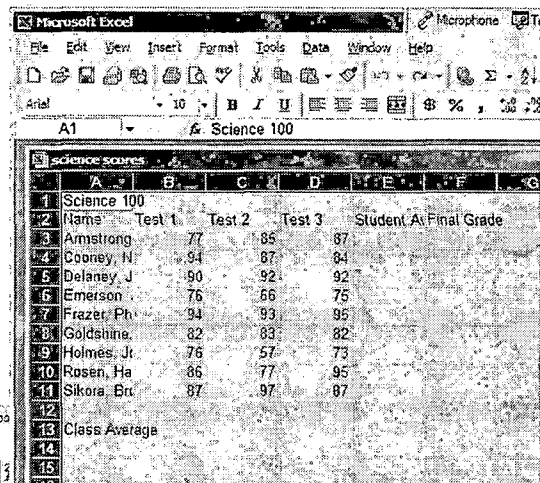 Microsoft Excel
Microphone
File Edit View Insert Format Tools Data Window Help
Arial 10 B I U % ,
A1 fx Science 100
science scores
A B C D E F G
1 Science 100
2 Name Test 1 Test 2 Test 3 Student Av Final Grade
3 Armstrong 77 85 87
4 Cooney, N 94 87 84
5 Delaney, J 90 92 92
6 Emerson 76 66 75
7 Frazer, Ph 94 93 95
8 Goldshine, 82 83 82
9 Holmes, Jo 76 57 73
10 Rosen, Ha 86 77 95
11 Sikora, Bru 87 97 87
12
13 Class Average
14
15